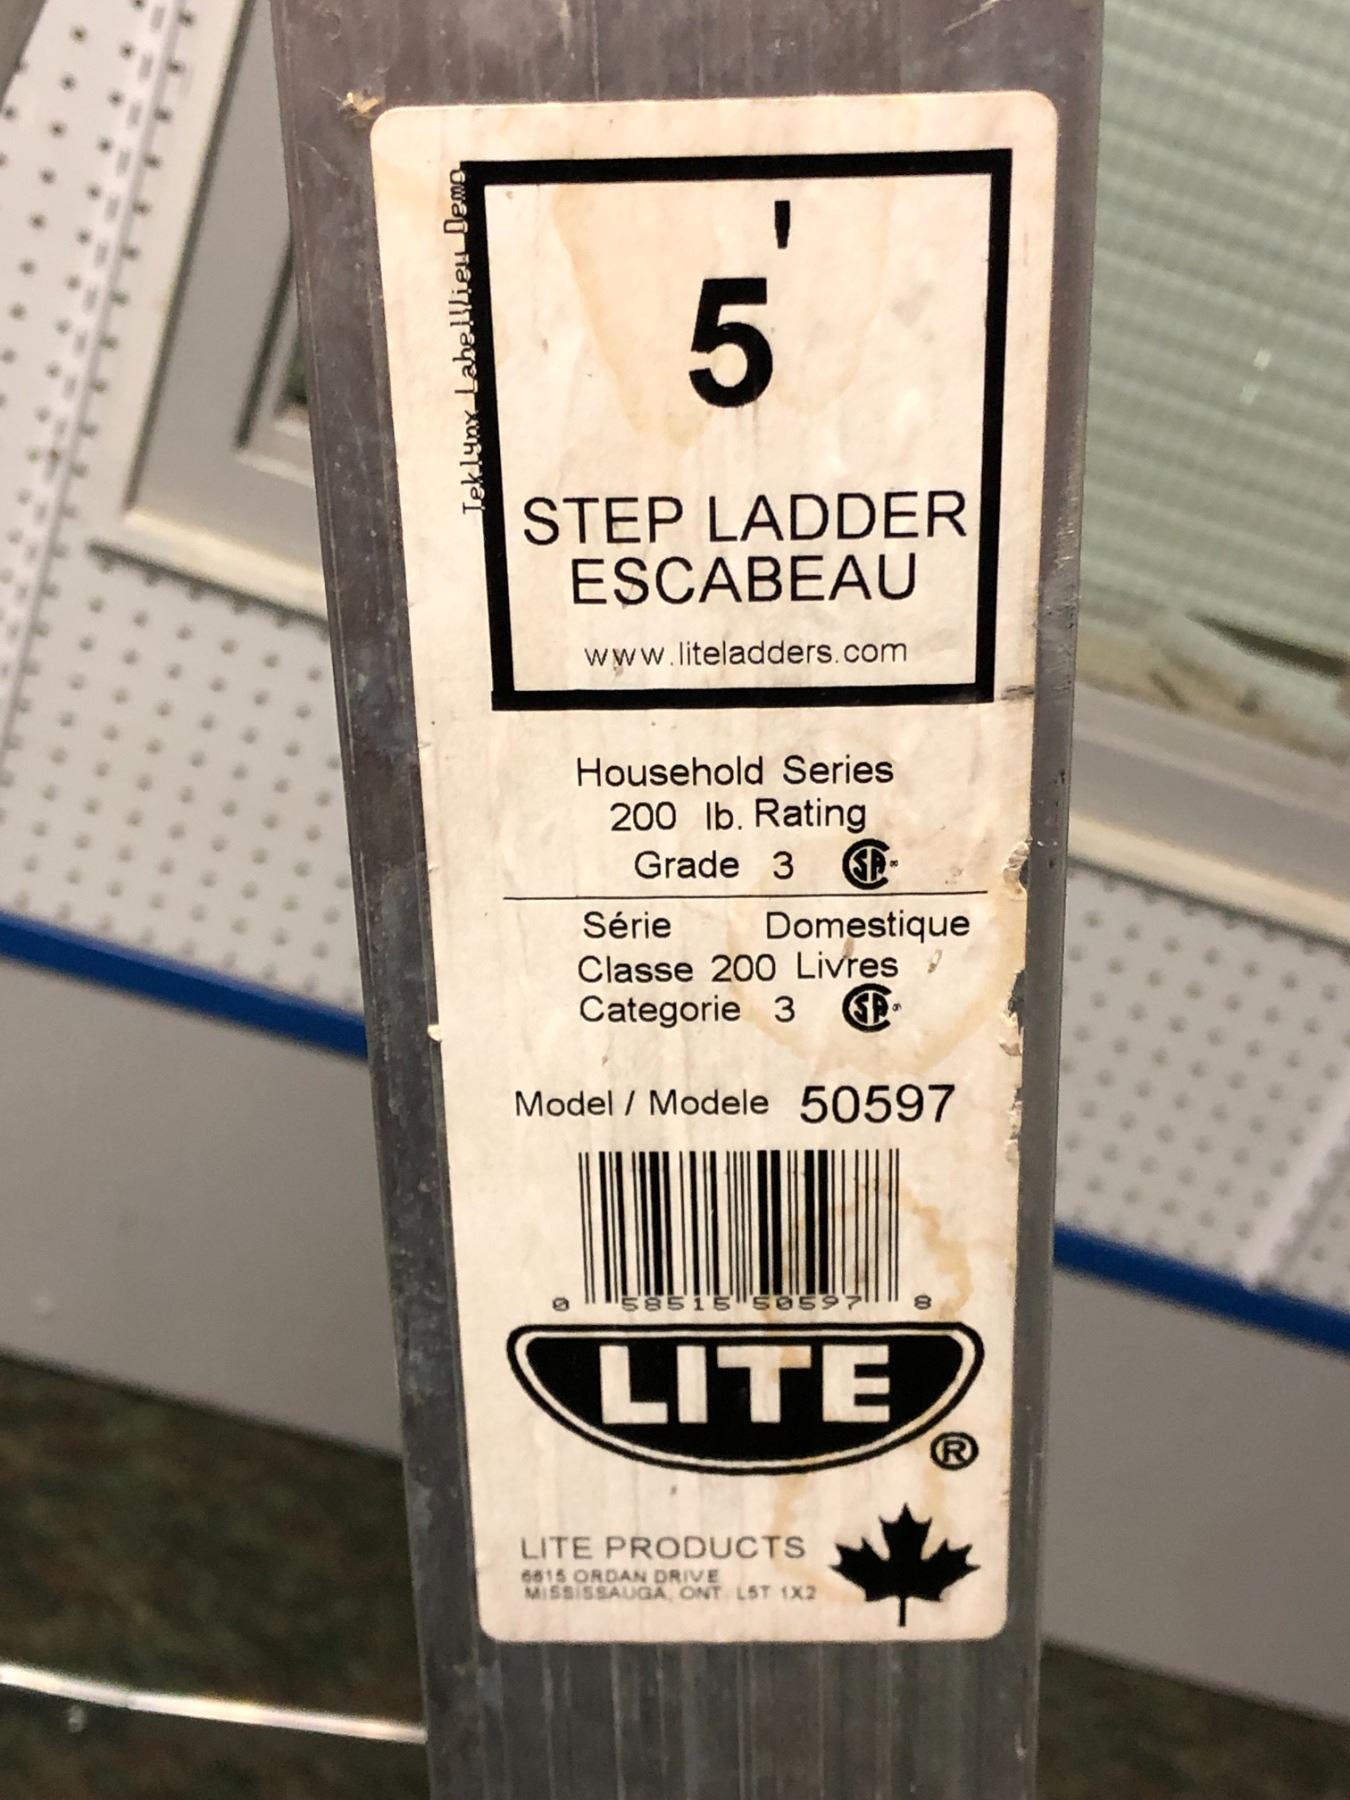 Teklynx LabelView Demo
5'
STEP LADDER
ESCABEAU
www.liteladders.com
Household Series
200 lb. Rating
Grade 3 SA®
Série Domestique
Classe 200 Livres
Categorie 3 SA®
Model / Modele 50597
0 58515 50597 8
LITE®
LITE PRODUCTS
6615 ORDAN DRIVE
MISSISSAUGA, ONT L5T 1X2